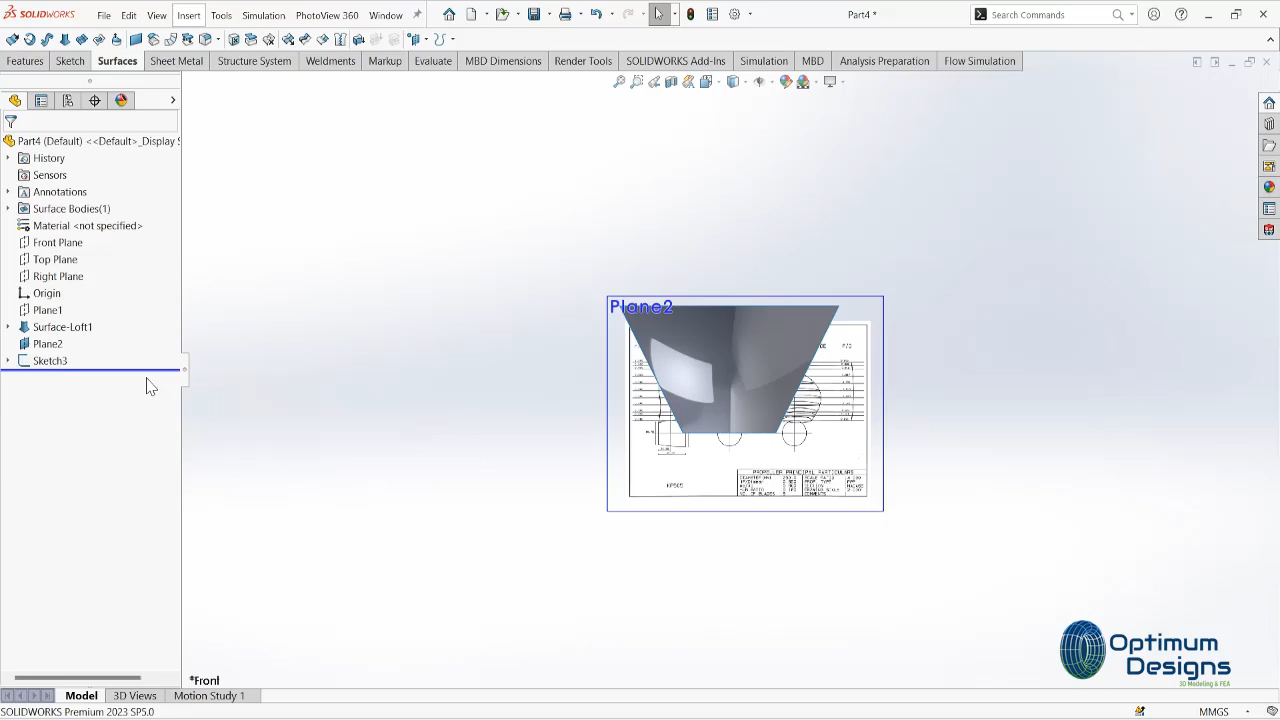 SOLIDWORKS
File Edit View Insert Tools Simulation PhotoView 360 Window
Part4 *
Search Commands
Features Sketch Surfaces Sheet Metal Structure System Weldments Markup Evaluate MBD Dimensions Render Tools SOLIDWORKS Add-Ins Simulation MBD Analysis Preparation Flow Simulation
Part4 (Default) <<Default>_Display S
History
Sensors
Annotations
Surface Bodies(1)
Material <not specified>
Front Plane
Top Plane
Right Plane
Origin
Plane1
Surface-Loft1
Plane2
Sketch3
Plane2
P/D
PROPELLER PRINCIPAL PARTICULARS
KP505
Optimum
Designs
3D Modeling & FEA
*Front
Model 3D Views Motion Study 1
SOLIDWORKS Premium 2023 SP5.0
MMGS